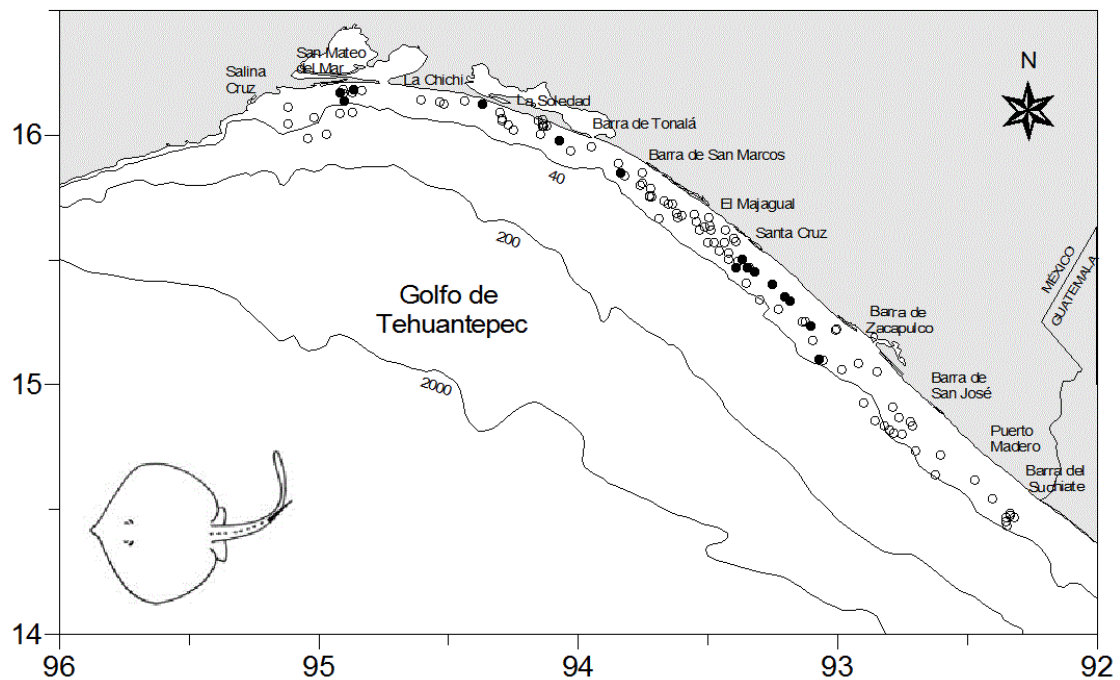 San Mateo
del Mar
Salina
Cruz
La Chichi
La Soledad
N
16
Barra de Tonalá
Barra de San Marcos
40
El Majagual
Santa Cruz
200
MÉXICO
GUATEMALA
Golfo de
Tehuantepec
Barra de
Zacapulco
15
2000
Barra de
San José
Puerto
Madero
Barra del
Suchiate
14
96
95
94
93
92